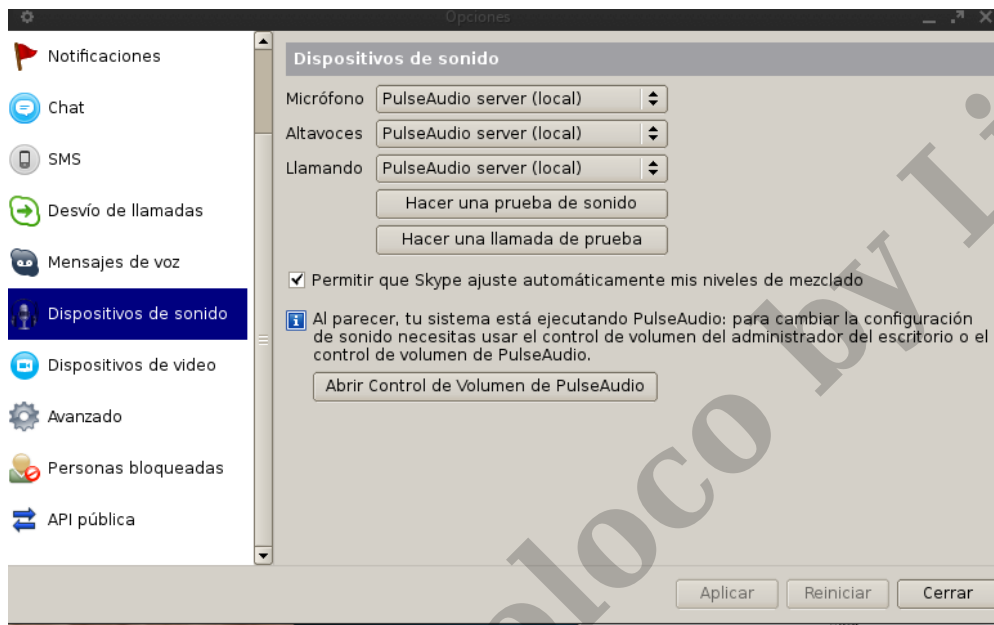 Opciones
Notificaciones
Chat
SMS
Desvío de llamadas
Mensajes de voz
Dispositivos de sonido
Dispositivos de video
Avanzado
Personas bloqueadas
API pública
Dispositivos de sonido
Micrófono PulseAudio server (local)
Altavoces PulseAudio server (local)
Llamando PulseAudio server (local)
Hacer una prueba de sonido
Hacer una llamada de prueba
Permitir que Skype ajuste automáticamente mis niveles de mezclado
Al parecer, tu sistema está ejecutando PulseAudio: para cambiar la configuración
de sonido necesitas usar el control de volumen del administrador del escritorio o el
control de volumen de PulseAudio.
Abrir Control de Volumen de PulseAudio
Aplicar Reiniciar Cerrar
by